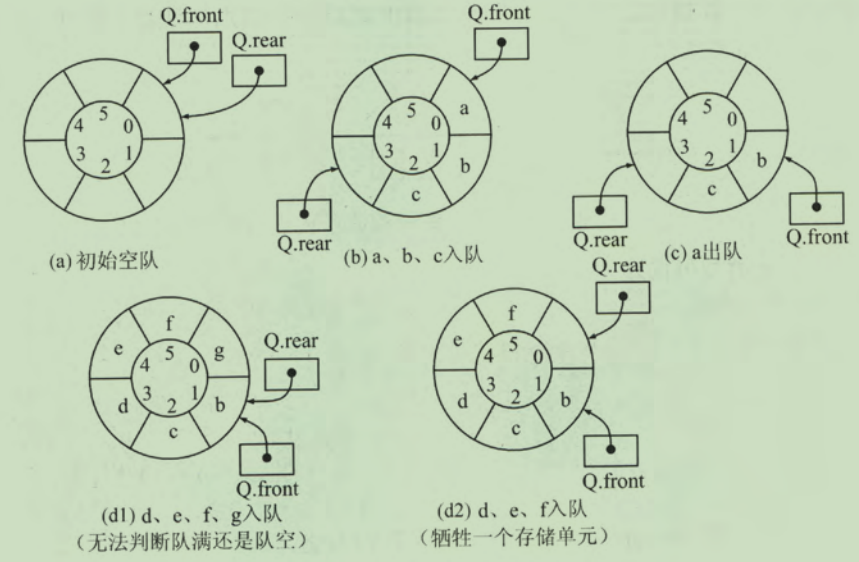 Q.front
Q.rear
4 5 0
3 2 1
(a) 初始空队
Q.front
a
4 5 0
3 2 1
b
c
Q.rear
(b) a、b、c入队
4 5 0
3 2 1
b
c
Q.rear
Q.front
(c) a出队
f
e
g
4 5 0
3 2 1
d
b
c
Q.rear
Q.front
(d1) d、e、f、g入队
(无法判断队满还是队空)
Q.rear
f
e
4 5 0
3 2 1
d
b
c
Q.front
(d2) d、e、f入队
(牺牲一个存储单元)